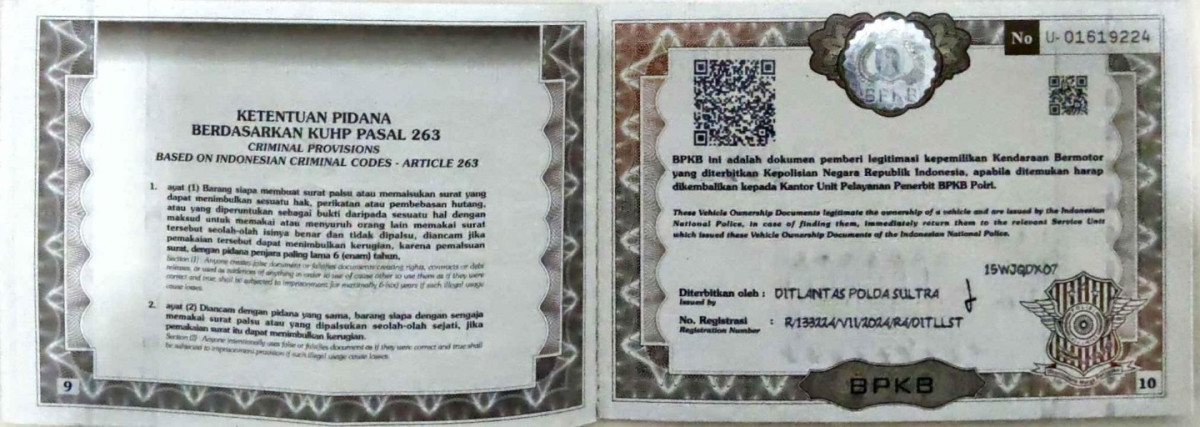 KETENTUAN PIDANA
BERDASARKAN KUHP PASAL 263
CRIMINAL PROVISIONS
BASED ON INDONESIAN CRIMINAL CODES - ARTICLE 263
1. ayat (1) Barang siapa membuat surat palsu atau memalsukan surat yang
dapat menimbulkan sesuatu hak, perikatan atau pembebasan hutang,
atau yang diperuntukan sebagai bukti daripada sesuatu hal dengan
maksud untuk memakai atau menyuruh orang lain memakai surat
tersebut seolah-olah isinya benar dan tidak dipalsu, diancam jika
pemakaian tersebut dapat menimbulkan kerugian, karena pemalsuan
surat, dengan pidana penjara paling lama 6 (enam) tahun.
2. ayat (2) Diancam dengan pidana yang sama, barang siapa dengan sengaja
memakai surat palsu atau yang dipalsukan seolah-olah sejati, jika
pemakaian surat itu dapat menimbulkan kerugian.
9
No U- 01619224
BPKB
BPKB ini adalah dokumen pemberi legitimasi kepemilikan Kendaraan Bermotor
yang diterbitkan Kepolisian Negara Republik Indonesia, apabila ditemukan harap
dikembalikan kepada Kantor Unit Pelayanan Penerbit BPKB Polri.
These Vehicle Ownership Documents legitimate the ownership of a vehicle and are issued by the Indonesian
National Police, in case of finding them, immediately return them to the relevant Service Unit
which issued these Vehicle Ownership Documents of the Indonesian National Police.
15WJGDX07
Diterbitkan oleh : DITLANTAS POLDA SULTRA
Issued by
No. Registrasi : R/133224/VII/2024/R4/DITLLST
Registration Number
BPKB
10